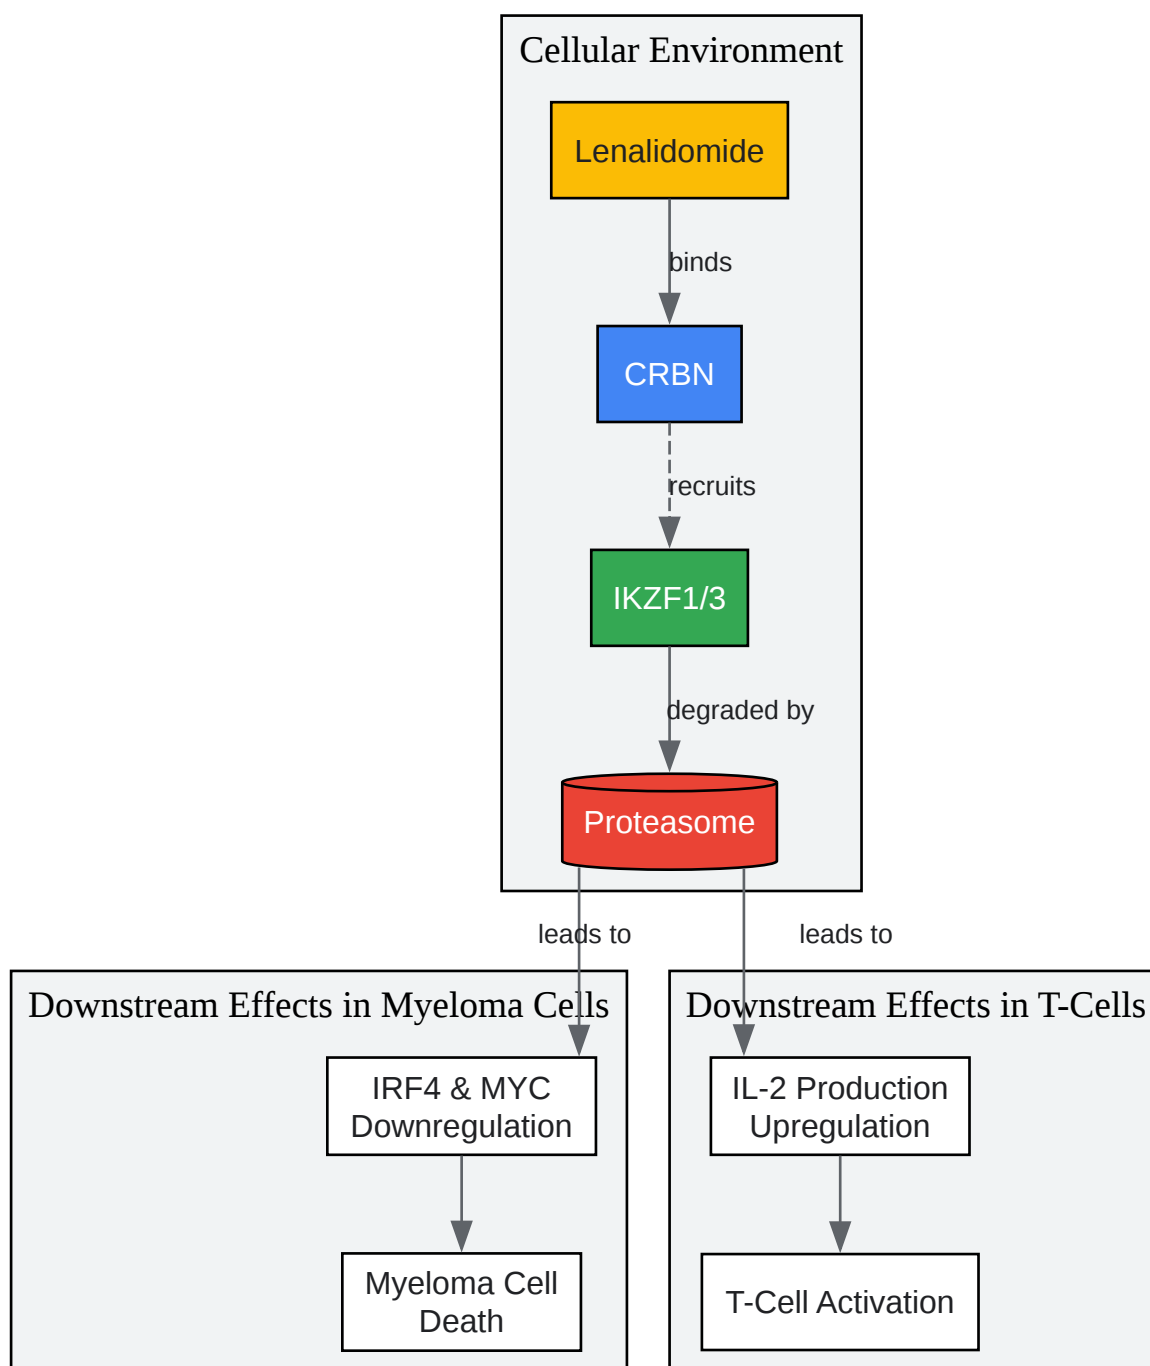 Cellular Environment
Lenalidomide
binds
CRBN
recruits
IKZF1/3
degraded by
Proteasome
leads to
leads to
Downstream Effects in Myeloma Cells
IRF4 & MYC
Downregulation
Myeloma Cell
Death
Downstream Effects in T-Cells
IL-2 Production
Upregulation
T-Cell Activation